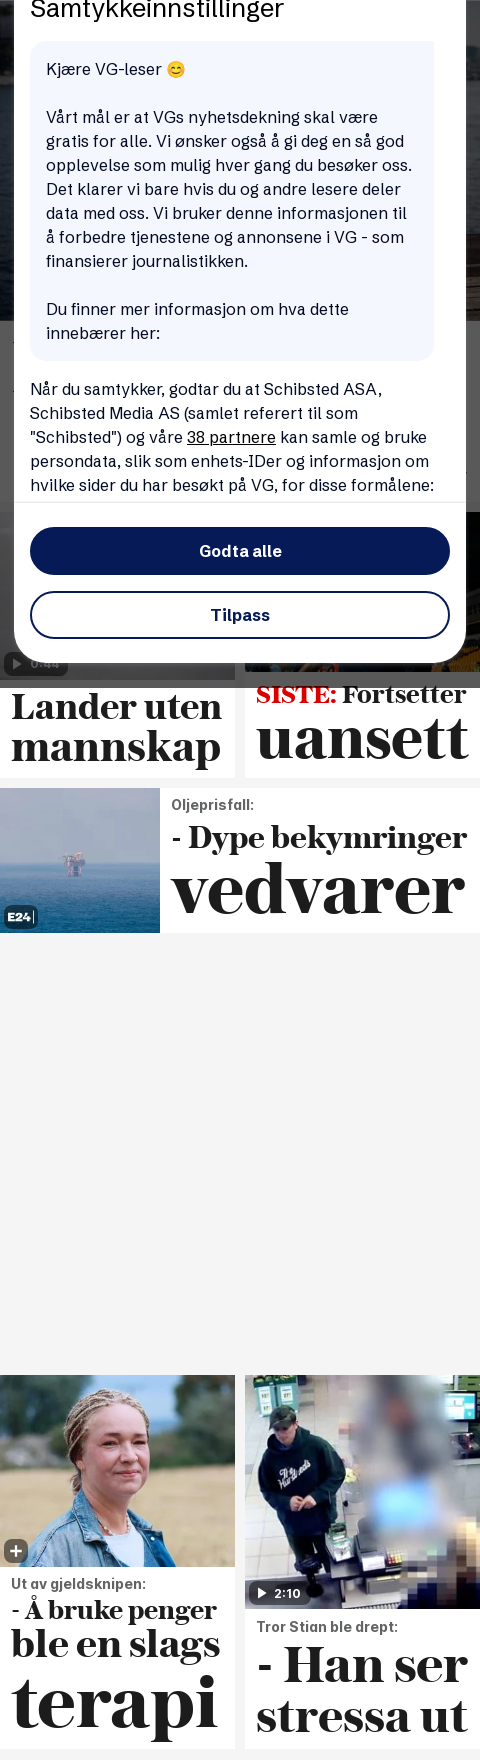 Samtykkeinnstillinger
Kjære VG-leser 😊
Vårt mål er at VGs nyhetsdekning skal være
gratis for alle. Vi ønsker også å gi deg en så god
opplevelse som mulig hver gang du besøker oss.
Det klarer vi bare hvis du og andre lesere deler
data med oss. Vi bruker denne informasjonen til
å forbedre tjenestene og annonsene i VG - som
finansierer journalistikken.
Du finner mer informasjon om hva dette
innebærer her:
Når du samtykker, godtar du at Schibsted ASA,
Schibsted Media AS (samlet referert til som
"Schibsted") og våre 38 partnere kan samle og bruke
persondata, slik som enhets-IDer og informasjon om
hvilke sider du har besøkt på VG, for disse formålene:
Godta alle
Tilpass
0:44
Lander uten
mannskap
SISTE: Fortsetter
uansett
E24
Oljeprisfall:
- Dype bekymringer
vedvarer
Ut av gjeldsknipen:
- Å bruke penger
ble en slags
terapi
The Hundreds
2:10
Tror Stian ble drept:
- Han ser
stressa ut